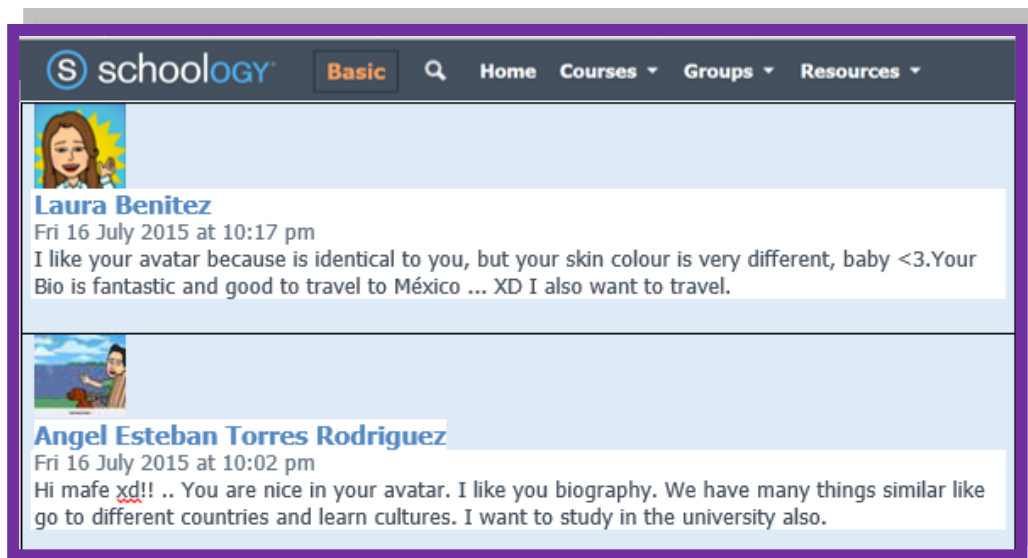 schoology Basic Home Courses Groups Resources
Laura Benitez
Fri 16 July 2015 at 10:17 pm
I like your avatar because is identical to you, but your skin colour is very different, baby <3.Your
Bio is fantastic and good to travel to México ... XD I also want to travel.
Angel Esteban Torres Rodriguez
Fri 16 July 2015 at 10:02 pm
Hi mafe xd!! .. You are nice in your avatar. I like you biography. We have many things similar like
go to different countries and learn cultures. I want to study in the university also.